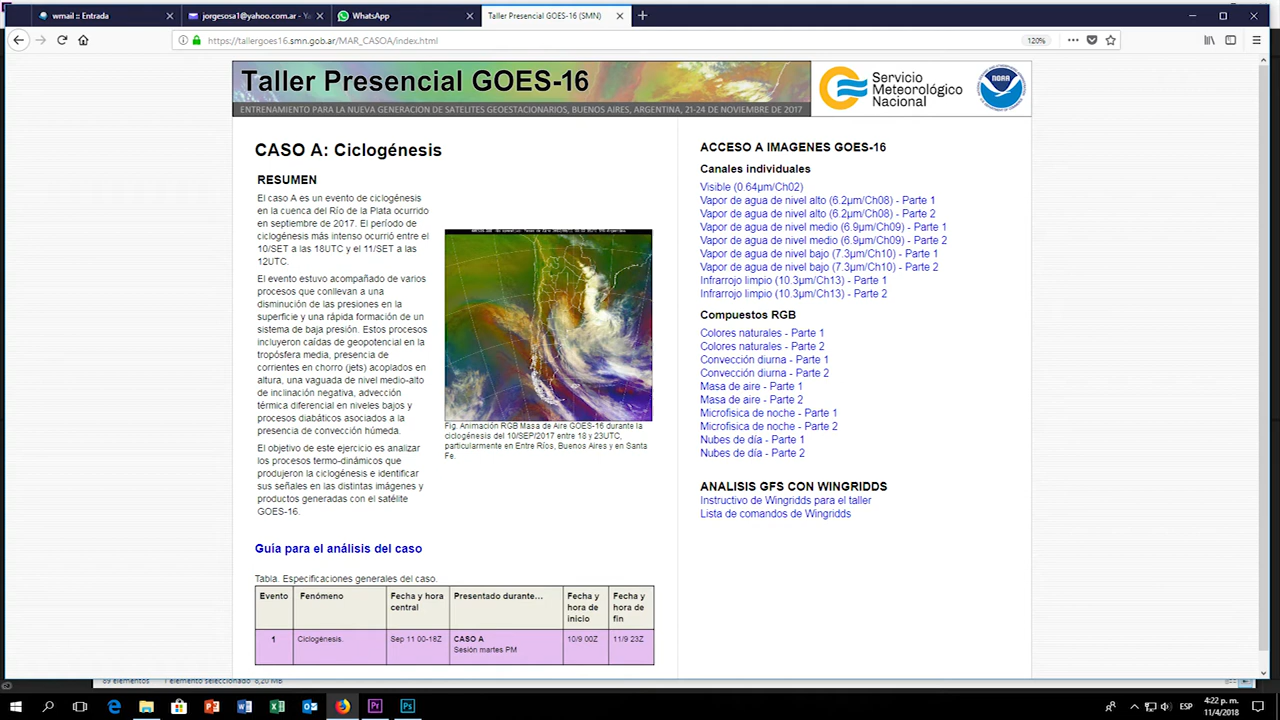 wmail :: Entrada
jorgesosa1@yahoo.com.ar - Y
WhatsApp
Taller Presencial GOES-16 (SMN)
https://tallergoes16.smn.gob.ar/MAR_CASOA/index.html
120%
Taller Presencial GOES-16
ENTRENAMIENTO PARA LA NUEVA GENERACION DE SATELITES GEOESTACIONARIOS, BUENOS AIRES, ARGENTINA, 21-24 DE NOVIEMBRE DE 2017
Servicio
Meteorológico
Nacional
NOAA
CASO A: Ciclogénesis
RESUMEN
El caso A es un evento de ciclogénesis
en la cuenca del Río de la Plata ocurrido
en septiembre de 2017. El período de
ciclogénesis más intenso ocurrió entre el
10/SET a las 18UTC y el 11/SET a las
12UTC.
El evento estuvo acompañado de varios
procesos que conllevan a una
disminución de las presiones en la
superficie y una rápida formación de un
sistema de baja presión. Estos procesos
incluyeron caídas de geopotencial en la
tropósfera media, presencia de
corrientes en chorro (jets) acoplados en
altura, una vaguada de nivel medio-alto
de inclinación negativa, advección
térmica diferencial en niveles bajos y
procesos diabáticos asociados a la
presencia de convección húmeda.
El objetivo de este ejercicio es analizar
los procesos termo-dinámicos que
produjeron la ciclogénesis e identificar
sus señales en las distintas imágenes y
productos generadas con el satélite
GOES-16.
Fig. Animación RGB Masa de Aire GOES-16 durante la
ciclogénesis del 10/SEP/2017 entre 18 y 23UTC,
particularmente en Entre Ríos, Buenos Aires y en Santa
Fe.
Guía para el análisis del caso
Tabla. Especificaciones generales del caso.
Evento Fenómeno Fecha y hora central Presentado durante... Fecha y hora de inicio Fecha y hora de fin
1 Ciclogénesis. Sep 11 00-18Z CASO A Sesión martes PM 10/9 00Z 11/9 23Z
ACCESO A IMAGENES GOES-16
Canales individuales
Visible (0.64µm/Ch02)
Vapor de agua de nivel alto (6.2µm/Ch08) - Parte 1
Vapor de agua de nivel alto (6.2µm/Ch08) - Parte 2
Vapor de agua de nivel medio (6.9µm/Ch09) - Parte 1
Vapor de agua de nivel medio (6.9µm/Ch09) - Parte 2
Vapor de agua de nivel bajo (7.3µm/Ch10) - Parte 1
Vapor de agua de nivel bajo (7.3µm/Ch10) - Parte 2
Infrarrojo limpio (10.3µm/Ch13) - Parte 1
Infrarrojo limpio (10.3µm/Ch13) - Parte 2
Compuestos RGB
Colores naturales - Parte 1
Colores naturales - Parte 2
Convección diurna - Parte 1
Convección diurna - Parte 2
Masa de aire - Parte 1
Masa de aire - Parte 2
Microfisica de noche - Parte 1
Microfisica de noche - Parte 2
Nubes de día - Parte 1
Nubes de día - Parte 2
ANALISIS GFS CON WINGRIDDS
Instructivo de Wingridds para el taller
Lista de comandos de Wingridds
89 elementos 1 elemento seleccionado 8,20 MB
ESP
4:22 p. m.
11/4/2018